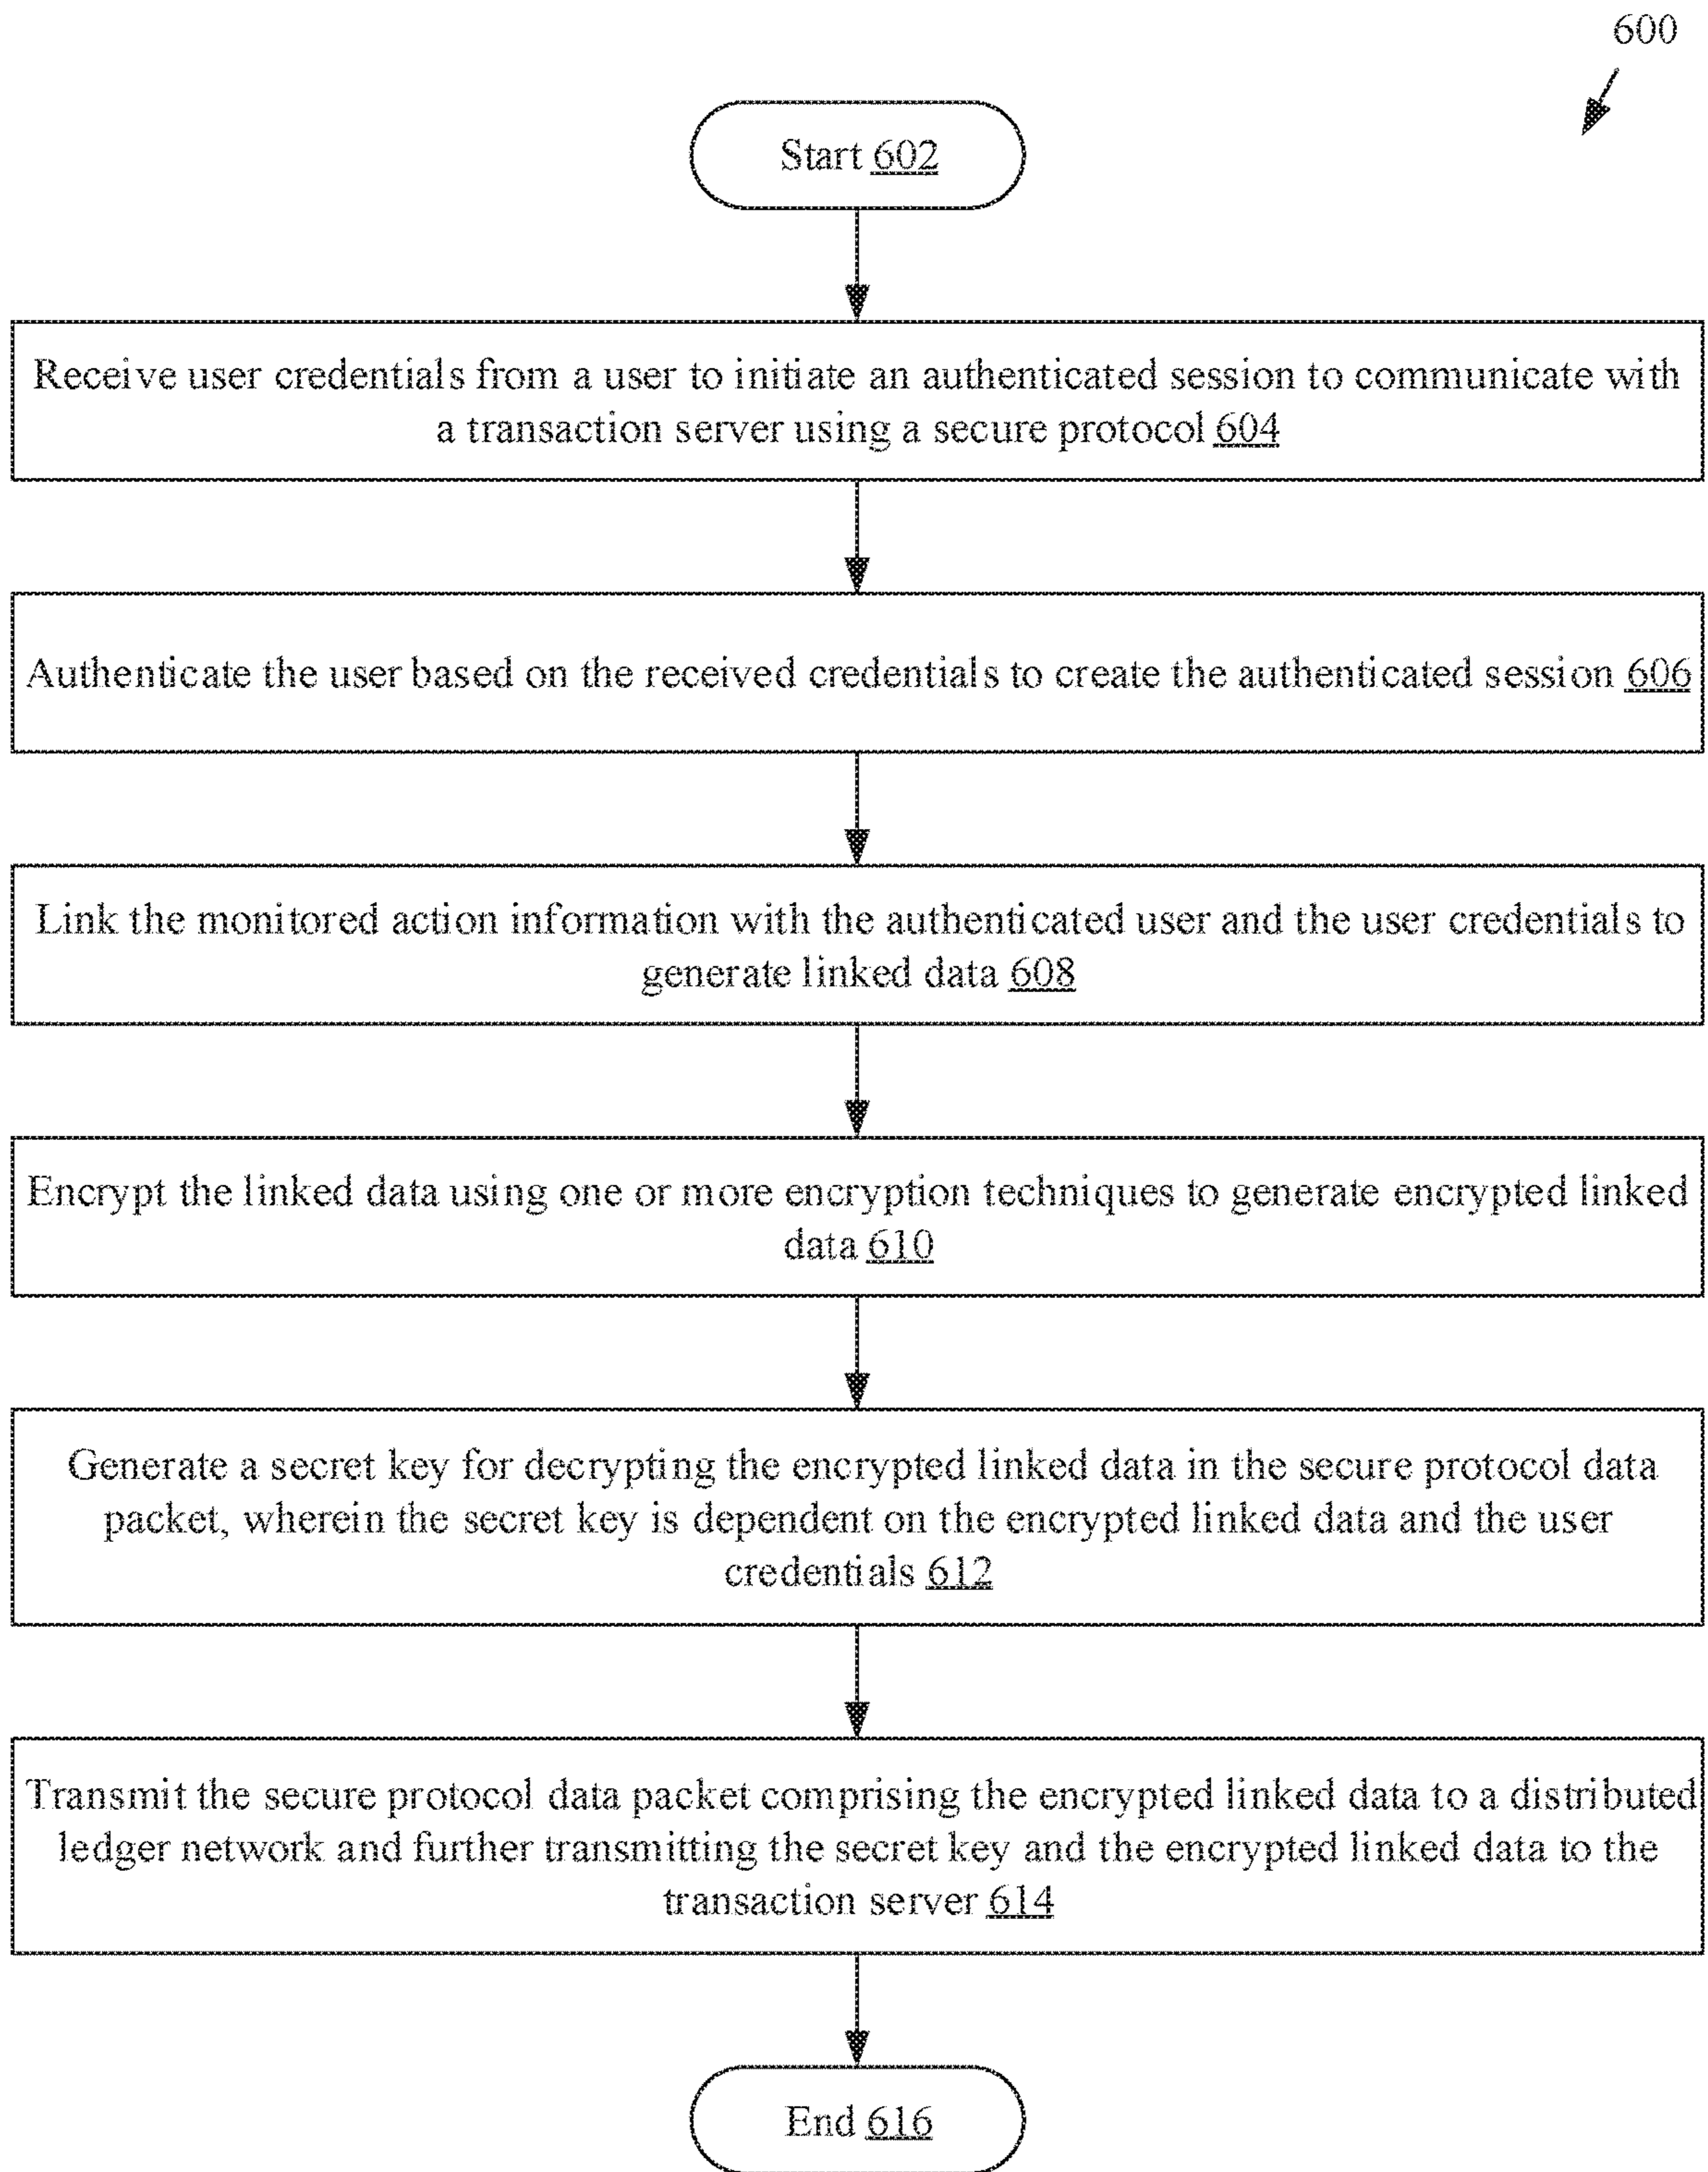 600
Start 602
Receive user credentials from a user to initiate an authenticated session to communicate with
a transaction server using a secure protocol 604
Authenticate the user based on the received credentials to create the authenticated session 606
Link the monitored action information with the authenticated user and the user credentials to
generate linked data 608
Encrypt the linked data using one or more encryption techniques to generate encrypted linked
data 610
Generate a secret key for decrypting the encrypted linked data in the secure protocol data
packet, wherein the secret key is dependent on the encrypted linked data and the user
credentials 612
Transmit the secure protocol data packet comprising the encrypted linked data to a distributed
ledger network and further transmitting the secret key and the encrypted linked data to the
transaction server 614
End 616